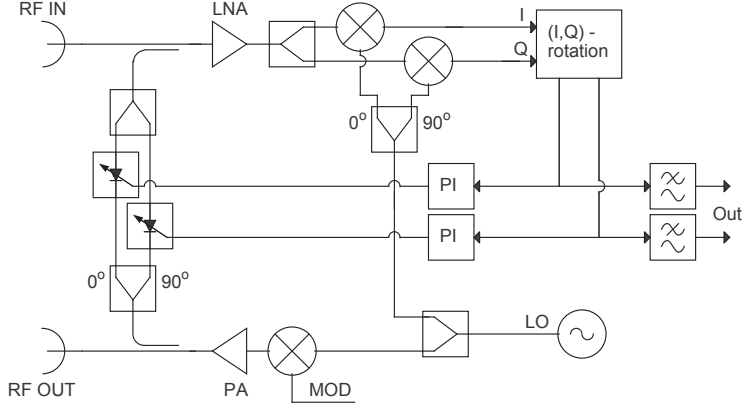 RF IN
LNA
I
Q
(I,Q) -
rotation
0° 90°
PI
PI
Out
0° 90°
LO
RF OUT
PA
MOD